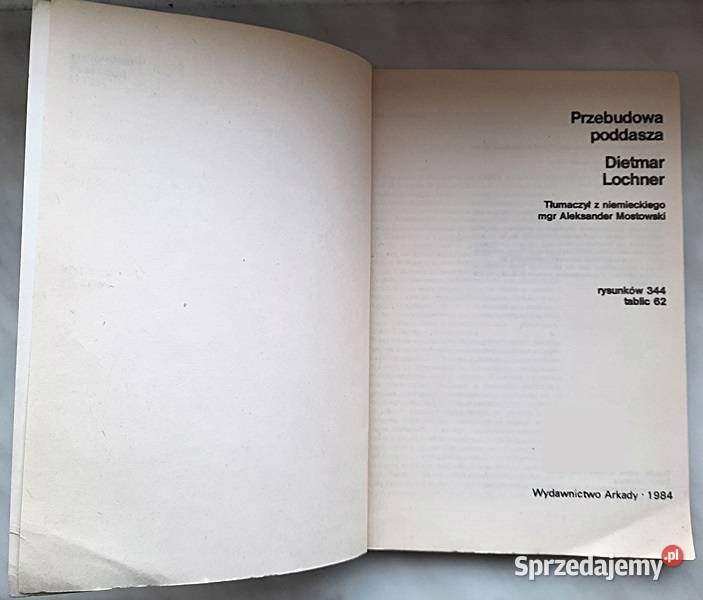 Przebudowa
poddasza
Dietmar
Lochner
Tłumaczył z niemieckiego
mgr Aleksander Mostowski
rysunków 344
tablic 62
Wydawnictwo Arkady · 1984
Sprzedajemy.pl